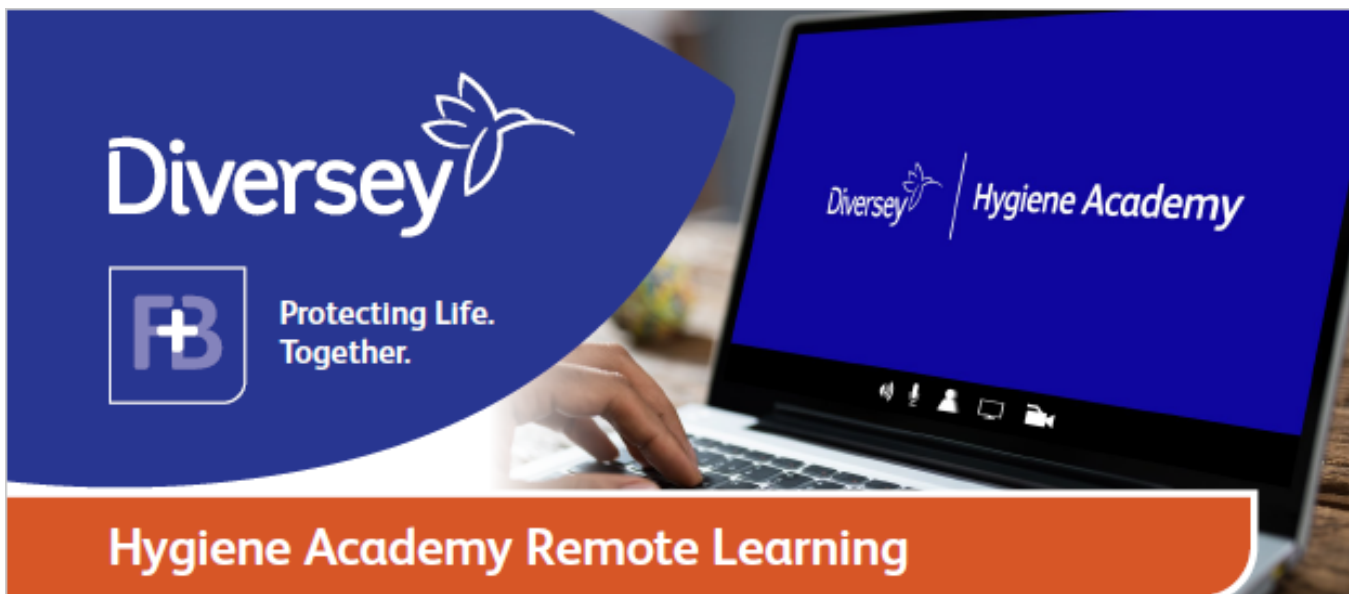 Diversey
F+B
Protecting Life.
Together.
Diversey | Hygiene Academy
Hygiene Academy Remote Learning